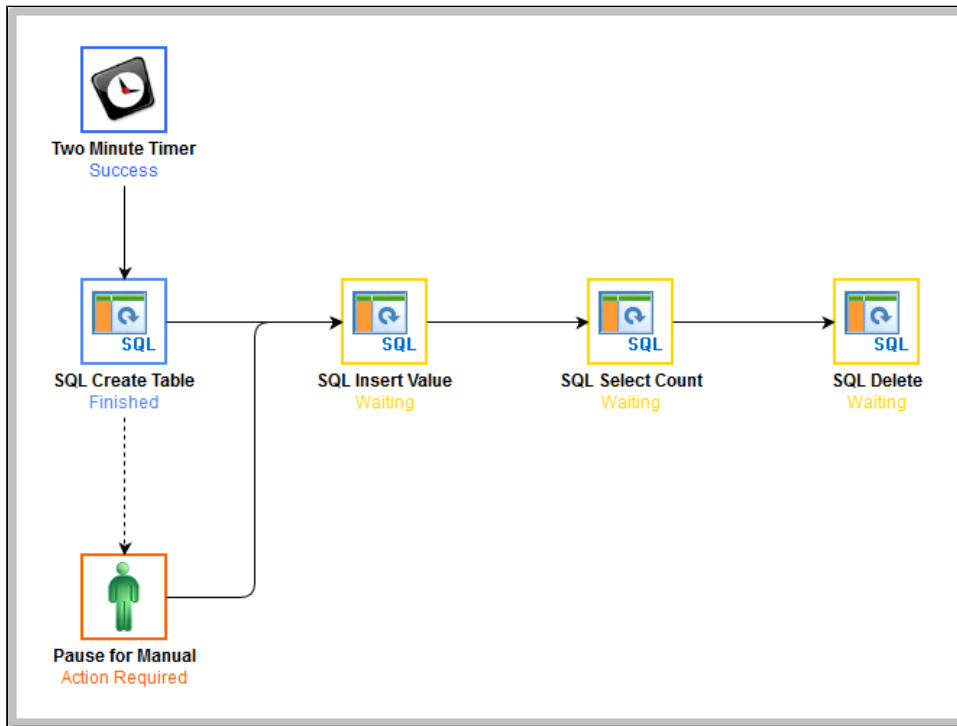 Two Minute Timer
Success
SQL
SQL Create Table
Finished
SQL
SQL Insert Value
Waiting
SQL
SQL Select Count
Waiting
SQL
SQL Delete
Waiting
Pause for Manual
Action Required